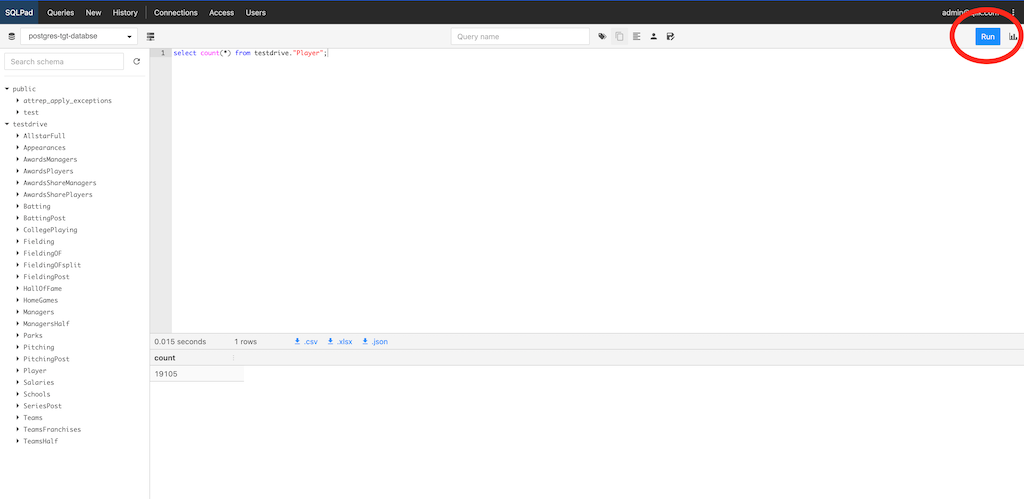 SQLPad Queries New History Connections Access Users
postgres-tgt-databse Query name Run
Search schema
1 select count(*) from testdrive."Player";
public
attrep_apply_exceptions
test
testdrive
AllstarFull
Appearances
AwardsManagers
AwardsPlayers
AwardsShareManagers
AwardsSharePlayers
Batting
BattingPost
CollegePlaying
Fielding
FieldingOF
FieldingOFsplit
FieldingPost
HallOfFame
HomeGames
Managers
ManagersHalf
Parks
Pitching
PitchingPost
Player
Salaries
Schools
SeriesPost
Teams
TeamsFranchises
TeamsHalf
0.015 seconds 1 rows .csv .xlsx .json
count
19105